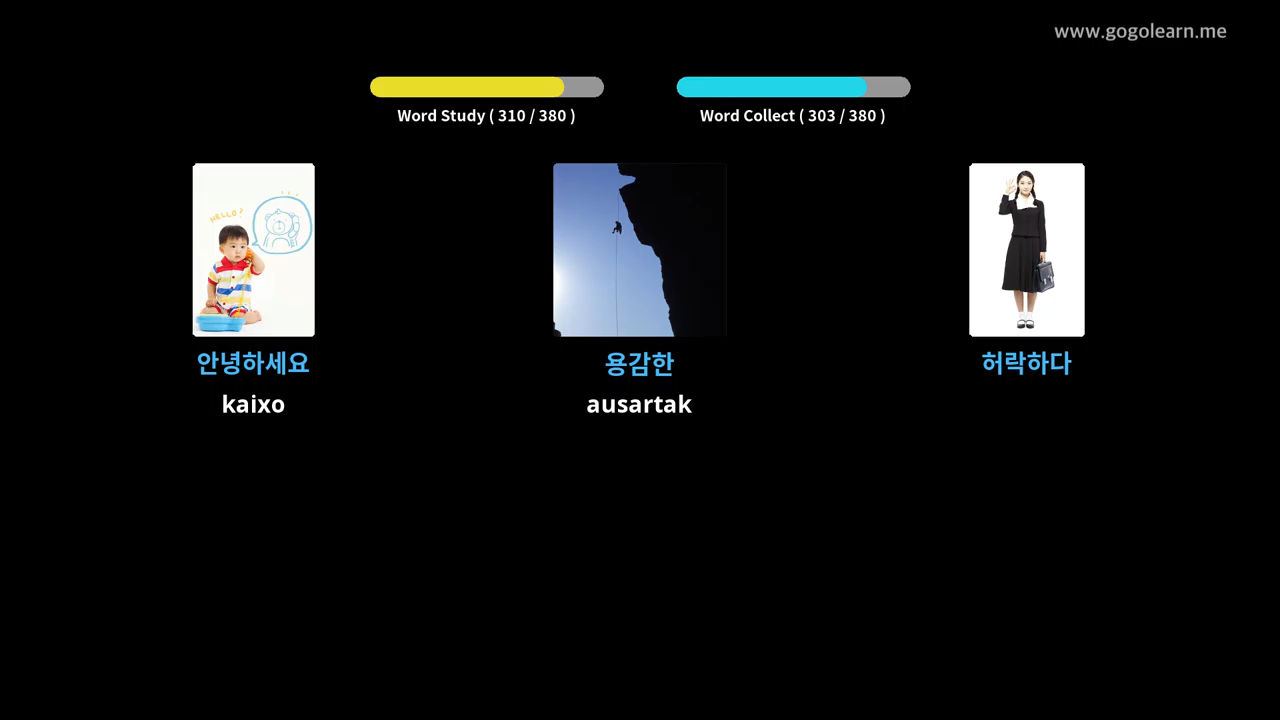 www.gogolearn.me
Word Study ( 310 / 380 )
Word Collect ( 303 / 380 )
HELLO?
안녕하세요
용감한
허락하다
kaixo
ausartak